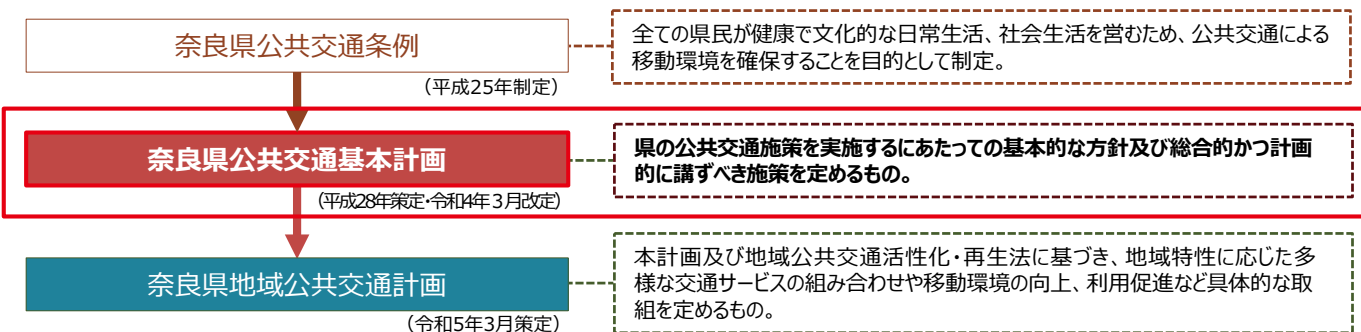 奈良県公共交通条例
(平成25年制定)
全ての県民が健康で文化的な日常生活、社会生活を営むため、公共交通による
移動環境を確保することを目的として制定。
奈良県公共交通基本計画
(平成28年策定・令和4年3月改定)
県の公共交通施策を実施するにあたっての基本的な方針及び総合的かつ計画
的に講ずべき施策を定めるもの。
奈良県地域公共交通計画
(令和5年3月策定)
本計画及び地域公共交通活性化・再生法に基づき、地域特性に応じた多
様な交通サービスの組み合わせや移動環境の向上、利用促進など具体的な取
組を定めるもの。